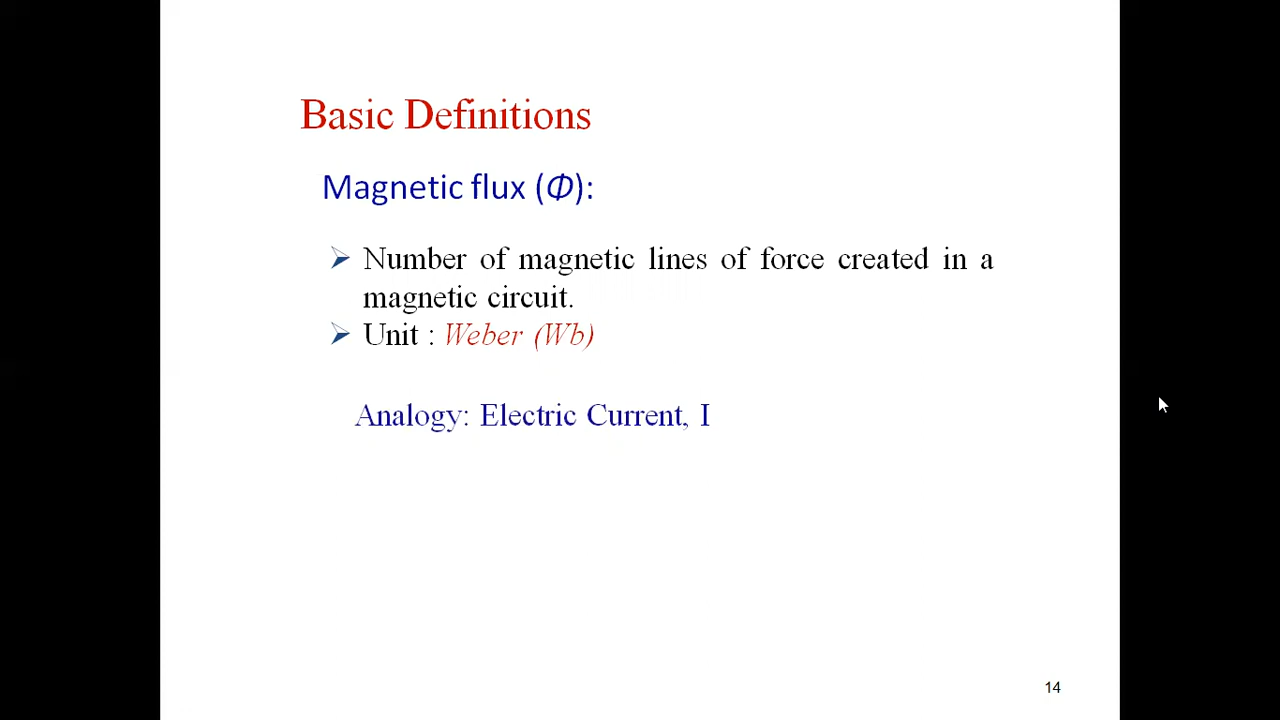 Basic Definitions
Magnetic flux (Φ):
➢ Number of magnetic lines of force created in a
magnetic circuit.
➢ Unit : Weber (Wb)
Analogy: Electric Current, I
14